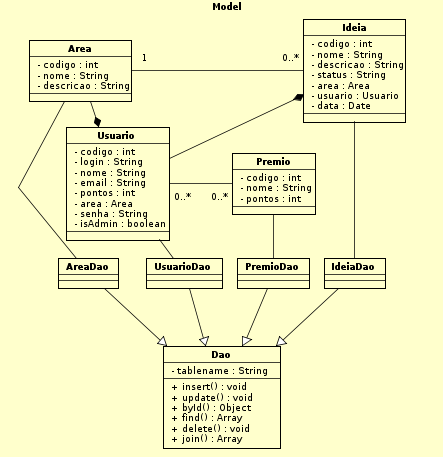 Model
Ideia
- codigo : int
- nome : String
- descricao : String
- status : String
- area : Area
- usuario : Usuario
- data : Date
Area
- codigo : int
- nome : String
- descricao : String
1
0..*
Usuario
- codigo : int
- login : String
- nome : String
- email : String
- pontos : int
- area : Area
- senha : String
- isAdmin : boolean
Premio
- codigo : int
- nome : String
- pontos : int
0..*
0..*
AreaDao
UsuarioDao
PremioDao
IdeiaDao
Dao
- tablename : String
+ insert() : void
+ update() : void
+ byId() : Object
+ find() : Array
+ delete() : void
+ join() : Array